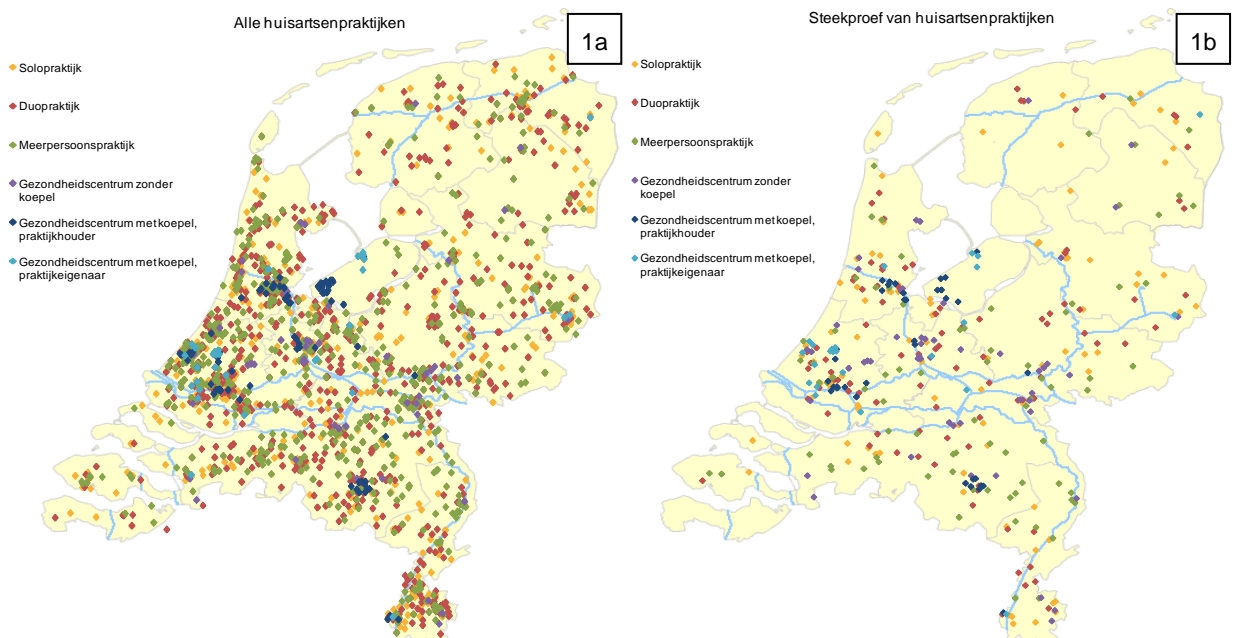 Alle huisartsenpraktijken
1a
Solopraktijk
Duopraktijk
Meerpersoonspraktijk
Gezondheidscentrum zonder
koepel
Gezondheidscentrum met koepel,
praktijkhouder
Gezondheidscentrum met koepel,
praktijkeigenaar
Steekproef van huisartsenpraktijken
1b
Solopraktijk
Duopraktijk
Meerpersoonspraktijk
Gezondheidscentrum zonder
koepel
Gezondheidscentrum met koepel,
praktijkhouder
Gezondheidscentrum met koepel,
praktijkeigenaar